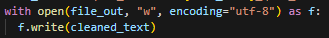 with open(file_out, "w", encoding="utf-8") as f:
  f.write(cleaned_text)